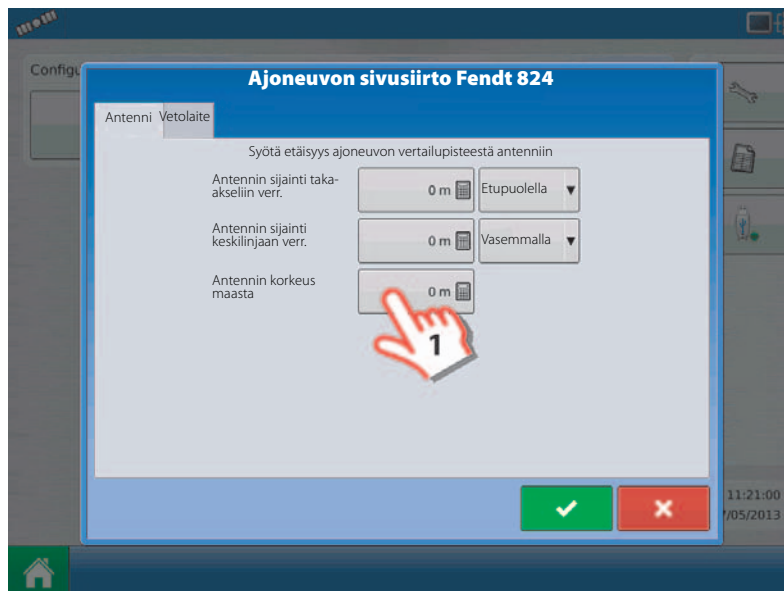 Configu
Ajoneuvon sivusiirto Fendt 824
Antenni Vetolaite
Syötä etäisyys ajoneuvon vertailupisteestä antenniin
Antennin sijainti taka-
akseliin verr.
0 m Etupuolella
Antennin sijainti
keskilinjaan verr.
0 m Vasemmalla
Antennin korkeus
maasta
0 m
1
11:21:00
/05/2013